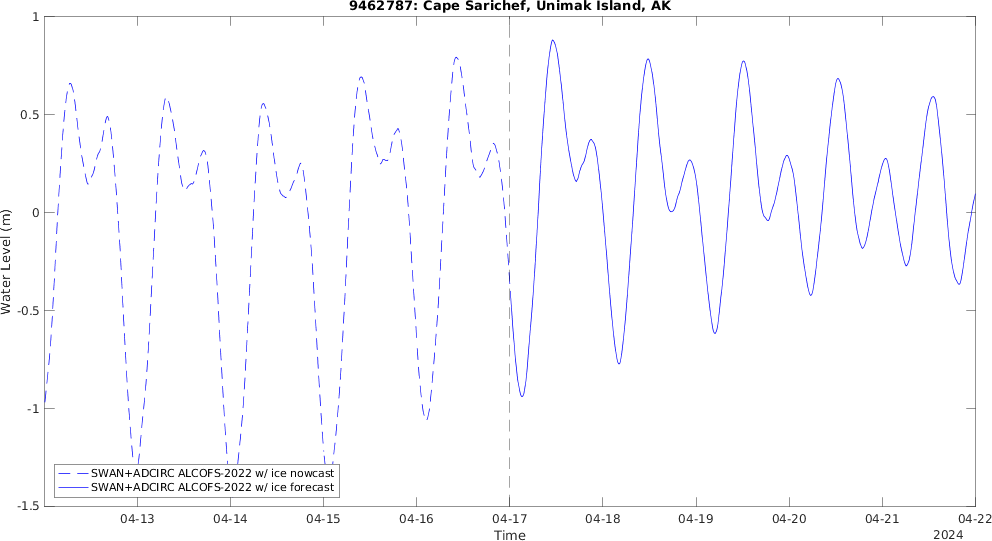 9462787: Cape Sarichef, Unimak Island, AK
1
0.5
0
-0.5
-1
-1.5
Water Level (m)
SWAN+ADCIRC ALCOFS-2022 w/ ice nowcast
SWAN+ADCIRC ALCOFS-2022 w/ ice forecast
04-13 04-14 04-15 04-16 04-17 04-18 04-19 04-20 04-21 04-22
Time
2024